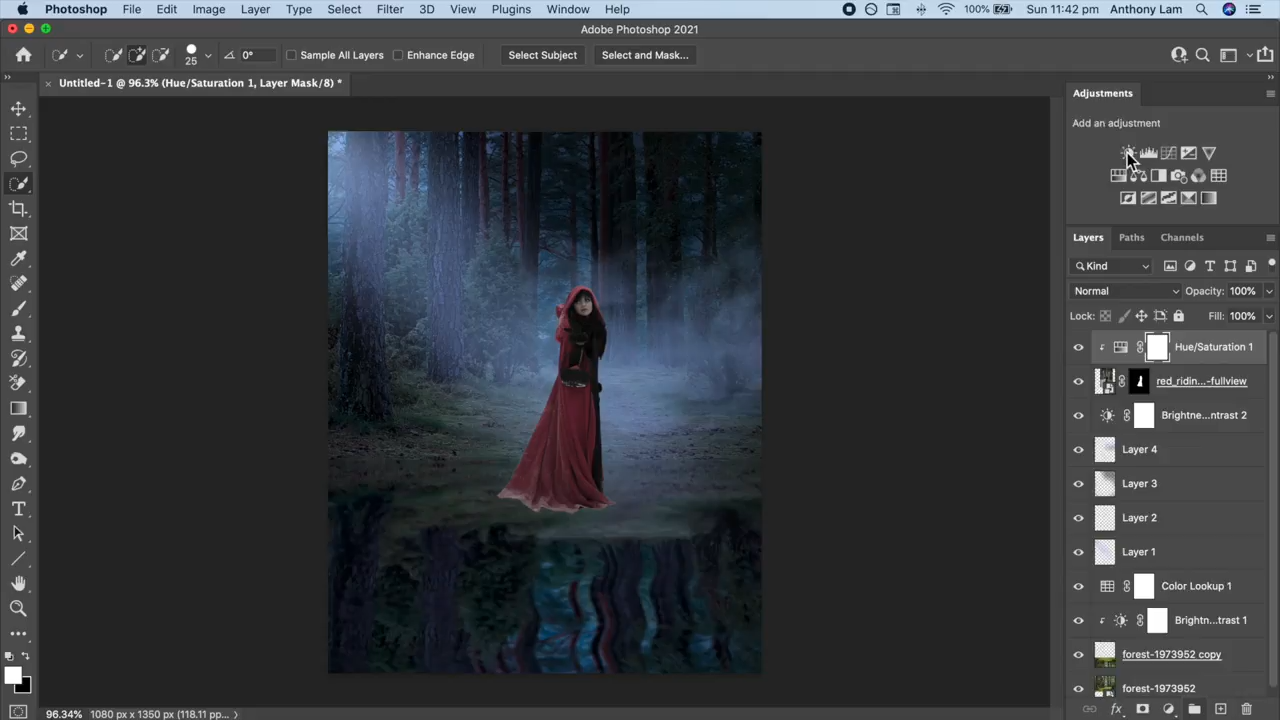 Photoshop File Edit Image Layer Type Select Filter 3D View Plugins Window Help 100% Sun 11:42 pm Anthony Lam
Adobe Photoshop 2021
25 0° Sample All Layers Enhance Edge Select Subject Select and Mask...
× Untitled-1 @ 96.3% (Hue/Saturation 1, Layer Mask/8) *
Adjustments
Add an adjustment
Layers Paths Channels
Kind
Normal Opacity: 100%
Lock: Fill: 100%
Hue/Saturation 1
red_ridin...-fullview
Brightne...ntrast 2
Layer 4
Layer 3
Layer 2
Layer 1
Color Lookup 1
Brightn...trast 1
forest-1973952 copy
forest-1973952
96.34% 1080 px x 1350 px (118.11 pp...